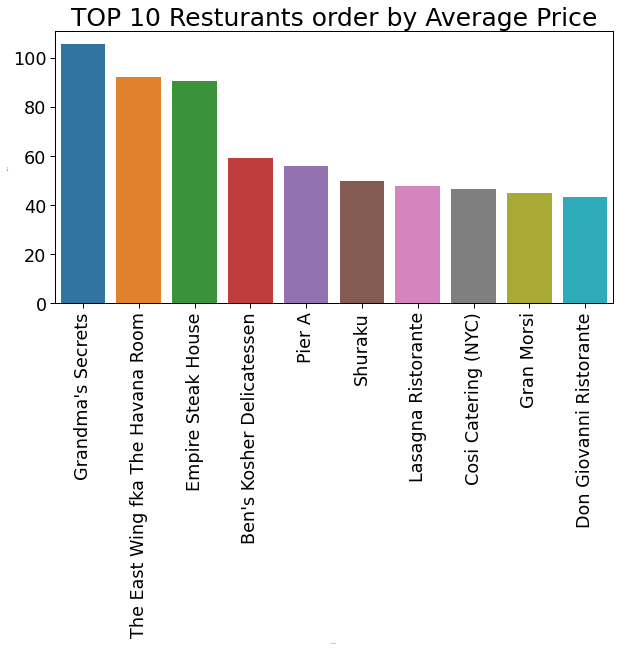 TOP 10 Resturants order by Average Price
100
80
60
40
20
0
Grandma's Secrets
The East Wing fka The Havana Room
Empire Steak House
Ben's Kosher Delicatessen
Pier A
Shuraku
Lasagna Ristorante
Cosi Catering (NYC)
Gran Morsi
Don Giovanni Ristorante